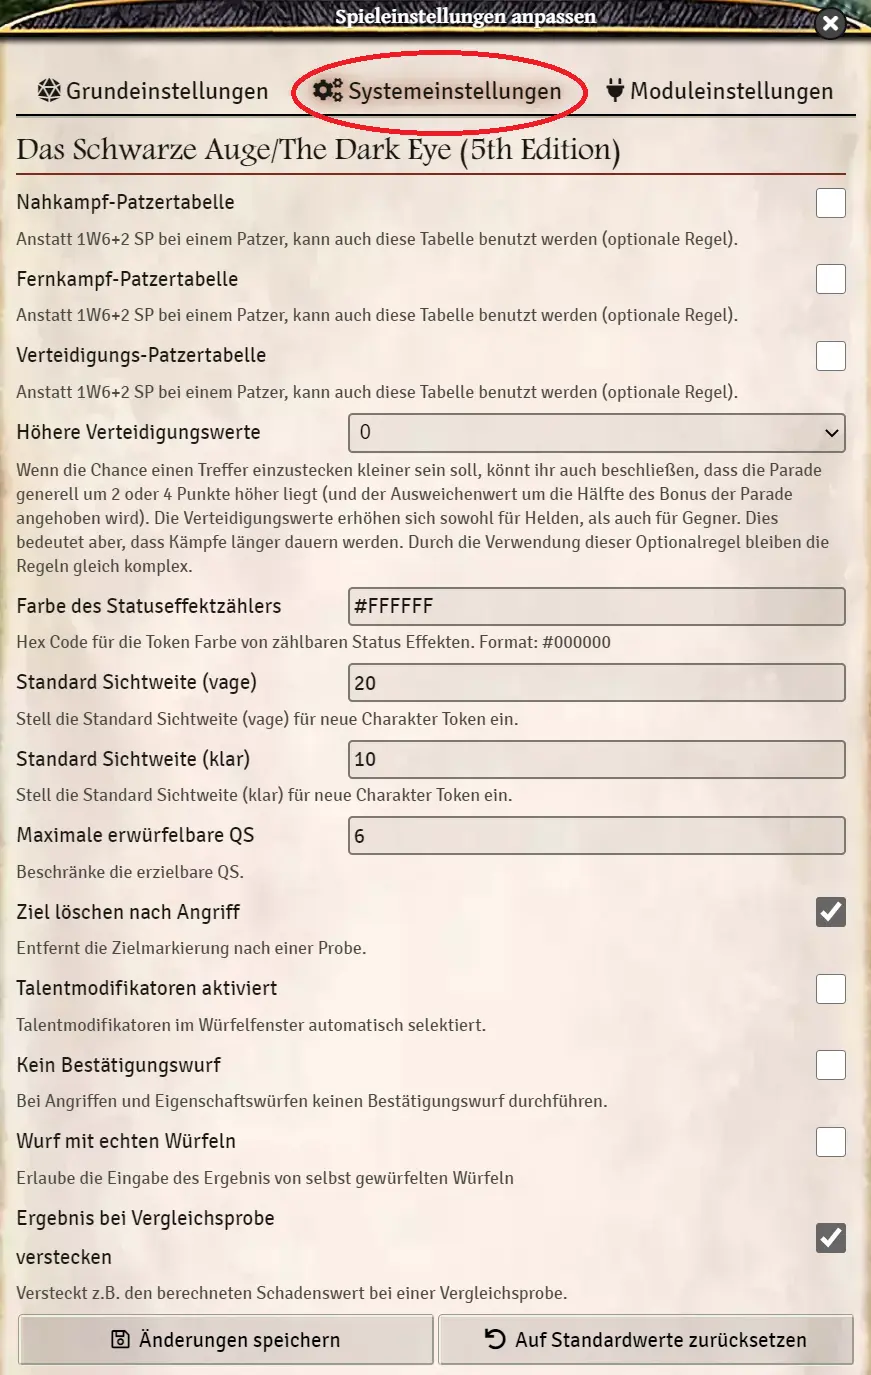 Spieleinstellungen anpassen
Grundeinstellungen
Systemeinstellungen
Moduleinstellungen
Das Schwarze Auge/The Dark Eye (5th Edition)
Nahkampf-Patzertabelle
Anstatt 1W6+2 SP bei einem Patzer, kann auch diese Tabelle benutzt werden (optionale Regel).
Fernkampf-Patzertabelle
Anstatt 1W6+2 SP bei einem Patzer, kann auch diese Tabelle benutzt werden (optionale Regel).
Verteidigungs-Patzertabelle
Anstatt 1W6+2 SP bei einem Patzer, kann auch diese Tabelle benutzt werden (optionale Regel).
Höhere Verteidigungswerte
0
Wenn die Chance einen Treffer einzustecken kleiner sein soll, könnt ihr auch beschließen, dass die Parade
generell um 2 oder 4 Punkte höher liegt (und der Ausweichenwert um die Hälfte des Bonus der Parade
angehoben wird). Die Verteidigungswerte erhöhen sich sowohl für Helden, als auch für Gegner. Dies
bedeutet aber, dass Kämpfe länger dauern werden. Durch die Verwendung dieser Optionalregel bleiben die
Regeln gleich komplex.
Farbe des Statuseffektzählers
#FFFFFF
Hex Code für die Token Farbe von zählbaren Status Effekten. Format: #000000
Standard Sichtweite (vage)
20
Stell die Standard Sichtweite (vage) für neue Charakter Token ein.
Standard Sichtweite (klar)
10
Stell die Standard Sichtweite (klar) für neue Charakter Token ein.
Maximale erwürfelbare QS
6
Beschränke die erzielbare QS.
Ziel löschen nach Angriff
Entfernt die Zielmarkierung nach einer Probe.
Talentmodifikatoren aktiviert
Talentmodifikatoren im Würfelfenster automatisch selektiert.
Kein Bestätigungswurf
Bei Angriffen und Eigenschaftswürfen keinen Bestätigungswurf durchführen.
Wurf mit echten Würfeln
Erlaube die Eingabe des Ergebnis von selbst gewürfelten Würfeln
Ergebnis bei Vergleichsprobe
verstecken
Versteckt z.B. den berechneten Schadenswert bei einer Vergleichsprobe.
Änderungen speichern
Auf Standardwerte zurücksetzen